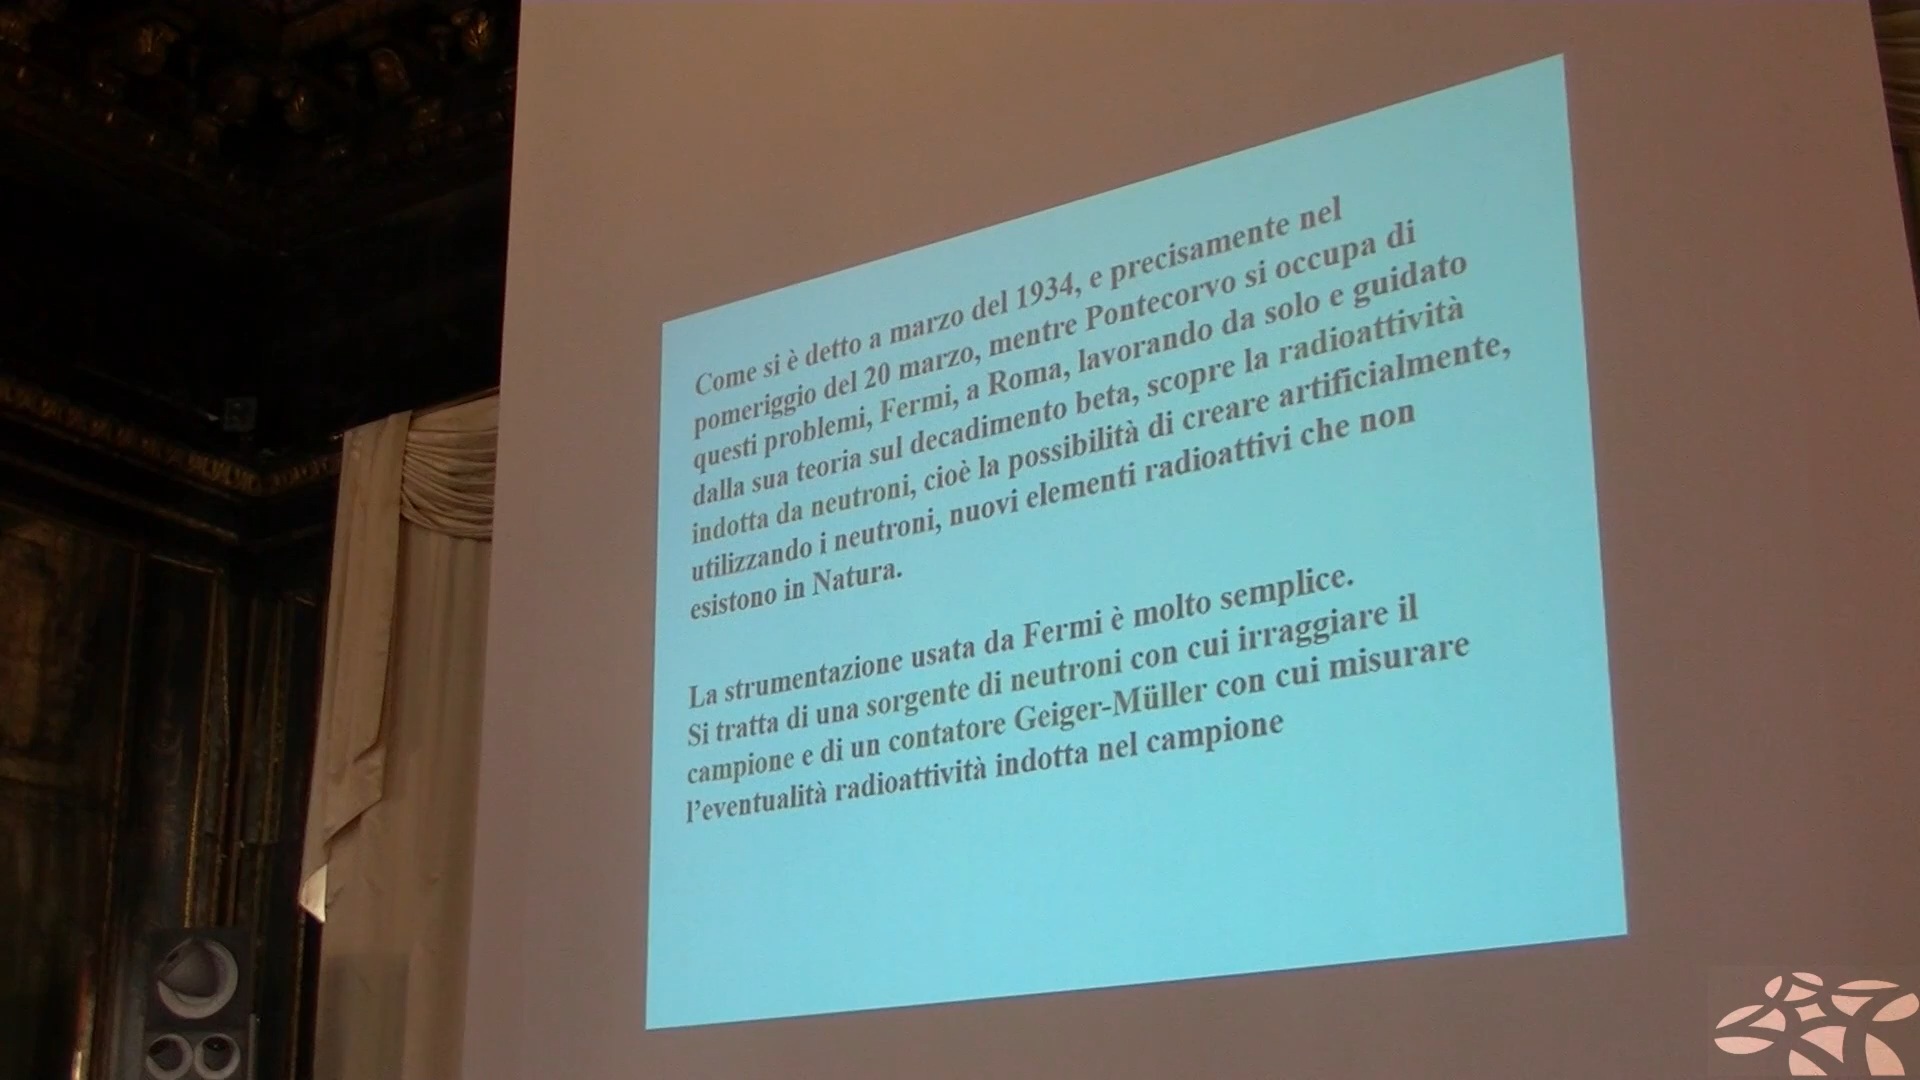 Come si è detto a marzo del 1934, e precisamente nel
pomeriggio del 20 marzo, mentre Pontecorvo si occupa di
questi problemi, Fermi, a Roma, lavorando da solo e guidato
dalla sua teoria sul decadimento beta, scopre la radioattività
indotta da neutroni, cioè la possibilità di creare artificialmente,
utilizzando i neutroni, nuovi elementi radioattivi che non
esistono in Natura.
La strumentazione usata da Fermi è molto semplice.
Si tratta di una sorgente di neutroni con cui irraggiare il
campione e di un contatore Geiger-Müller con cui misurare
l’eventualità radioattività indotta nel campione